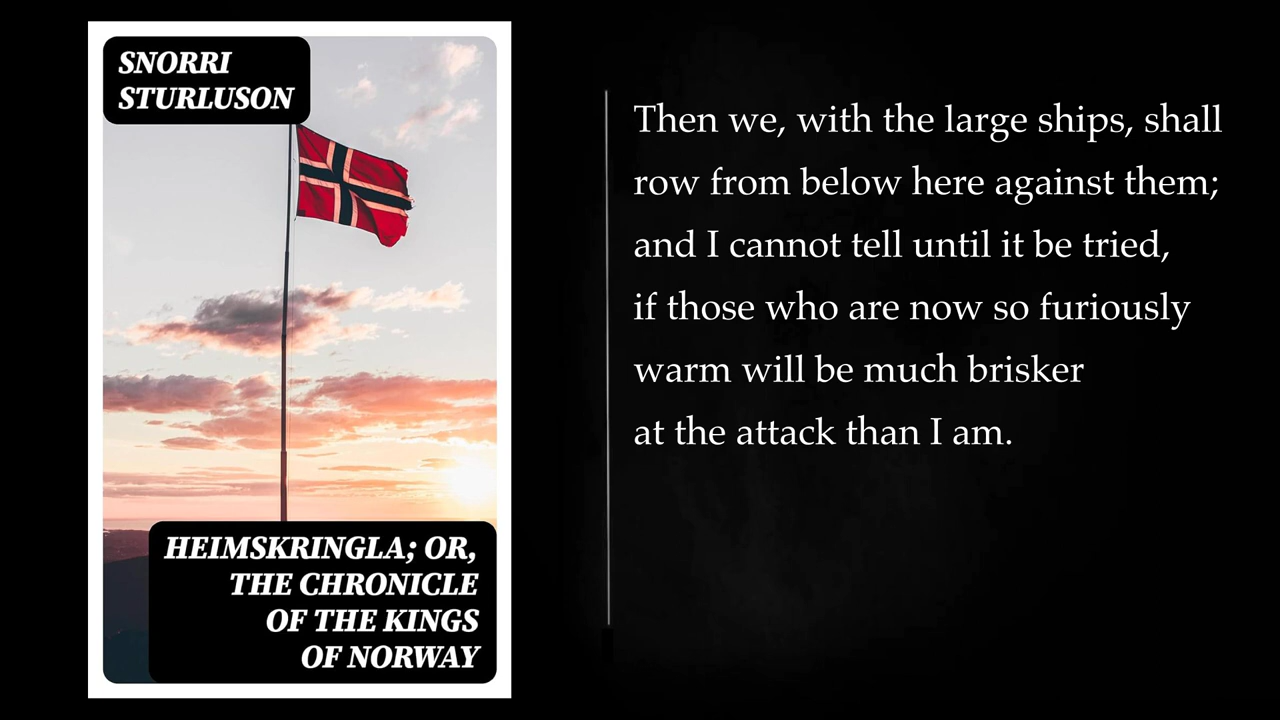 SNORRI
STURLUSON
HEIMSKRINGLA; OR,
THE CHRONICLE
OF THE KINGS
OF NORWAY
Then we, with the large ships, shall
row from below here against them;
and I cannot tell until it be tried,
if those who are now so furiously
warm will be much brisker
at the attack than I am.